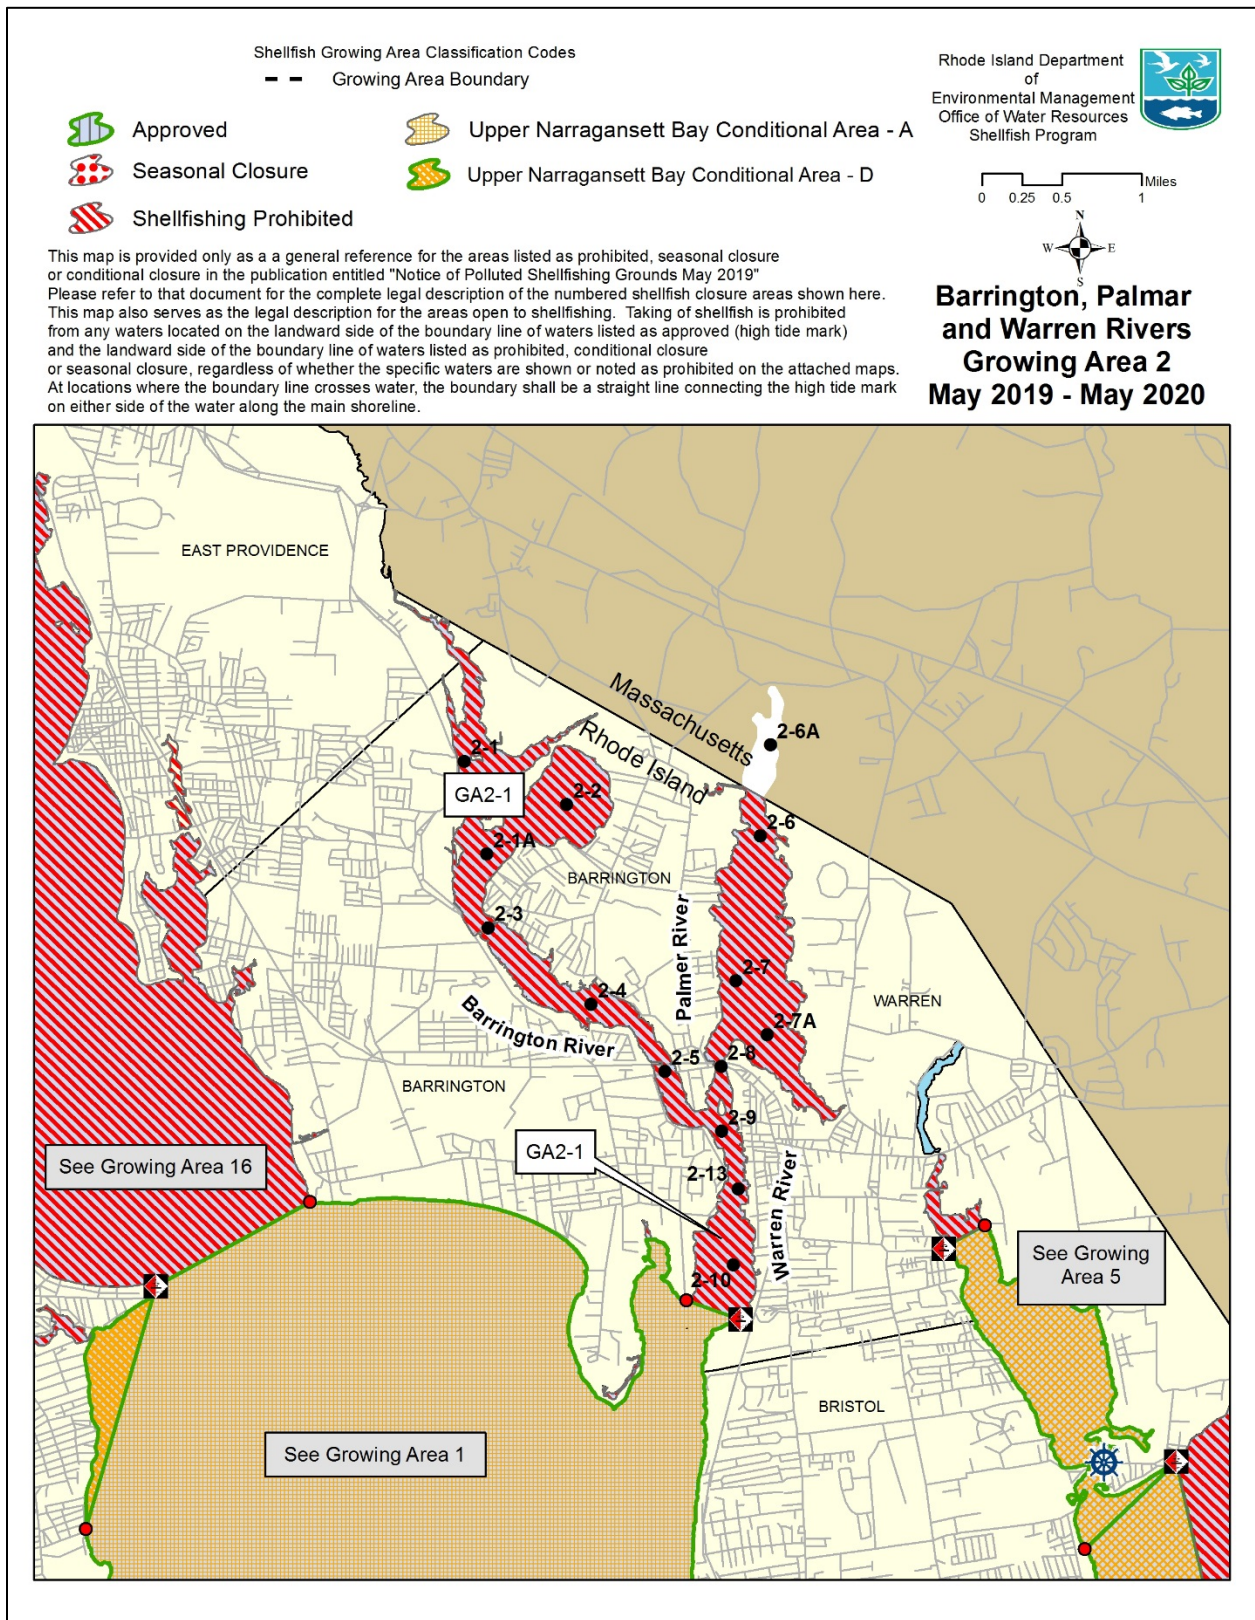 Shellfish Growing Area Classification Codes
Growing Area Boundary
Approved
Seasonal Closure
Shellfishing Prohibited
Upper Narragansett Bay Conditional Area - A
Upper Narragansett Bay Conditional Area - D
Rhode Island Department
of
Environmental Management
Office of Water Resources
Shellfish Program
Miles
0 0.25 0.5 1
N
W E
S
This map is provided only as a a general reference for the areas listed as prohibited, seasonal closure
or conditional closure in the publication entitled "Notice of Polluted Shellfishing Grounds May 2019"
Please refer to that document for the complete legal description of the numbered shellfish closure areas shown here.
This map also serves as the legal description for the areas open to shellfishing. Taking of shellfish is prohibited
from any waters located on the landward side of the boundary line of waters listed as approved (high tide mark)
and the landward side of the boundary line of waters listed as prohibited, conditional closure
or seasonal closure, regardless of whether the specific waters are shown or noted as prohibited on the attached maps.
At locations where the boundary line crosses water, the boundary shall be a straight line connecting the high tide mark
on either side of the water along the main shoreline.
Barrington, Palmar
and Warren Rivers
Growing Area 2
May 2019 - May 2020
EAST PROVIDENCE
Massachusetts
Rhode Island
2-6A
2-1
GA2-1
2-2
2-6
2-1A
BARRINGTON
2-3
Palmer River
2-7
2-4
WARREN
Barrington River
2-7A
2-5
2-8
BARRINGTON
2-9
GA2-1
See Growing Area 16
2-13
Warren River
See Growing
Area 5
2-10
BRISTOL
See Growing Area 1